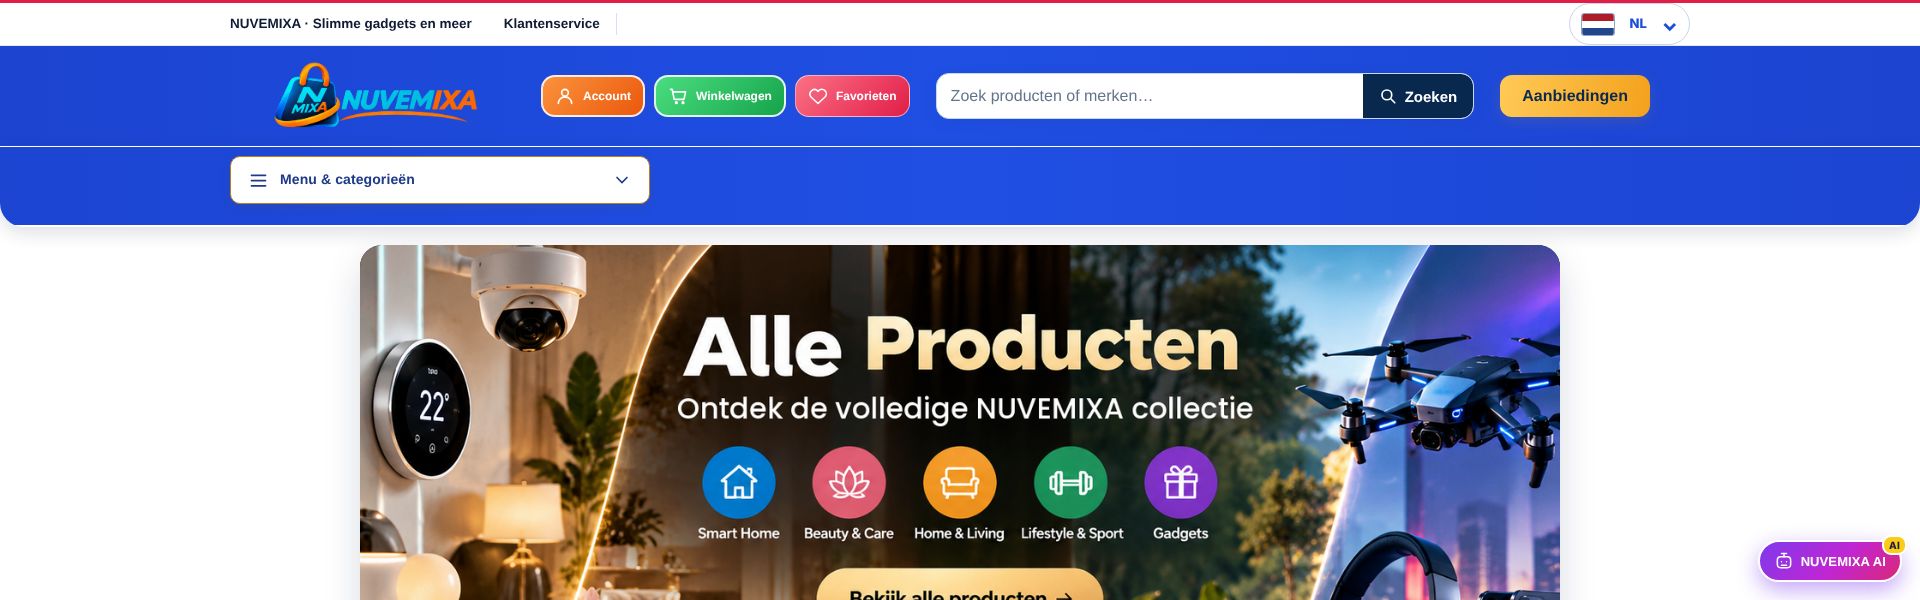 NUVEMIXA · Slimme gadgets en meer
Klantenservice
NL
N
MIXA
NUVEMIXA
Account
Winkelwagen
Favorieten
Zoek producten of merken…
Zoeken
Aanbiedingen
Menu & categorieën
Alle Producten
Ontdek de volledige NUVEMIXA collectie
22°
Smart Home
Beauty & Care
Home & Living
Lifestyle & Sport
Gadgets
Bekijk alle producten →
AI
NUVEMIXA AI